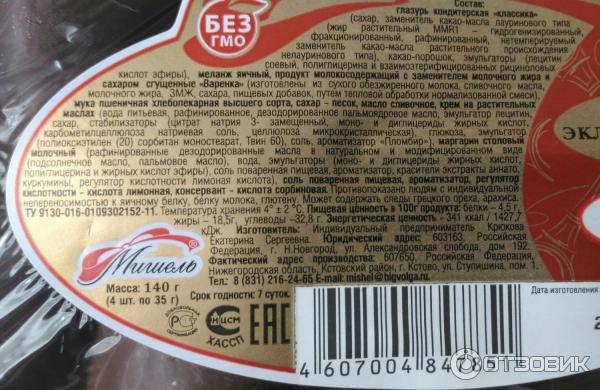 БЕЗ
ГМО
Состав:
глазурь кондитерская «классика»
(сахар, заменитель какао-масла лауринового типа
(жир растительный MMR1 - гидрогенизированный,
фракционированный, рафинированный, нетемперируемый
заменитель какао-масла растительного происхождения
нелауринового типа), какао-порошок, эмульгаторы (лецитин
соевый, полиглицерина и взаимоэтерифицированных рициноловых
кислот эфиры), меланж яичный, продукт молокосодержащий с заменителем молочного жира и
сахаром сгущенные «Варенка» (изготовлены из сухого обезжиренного молока, сливочного масла,
молочного жира, ЗМЖ, сахара, пищевых добавок, путем тепловой обработки нормализованной смеси
мука пшеничная хлебопекарная высшего сорта, сахар – песок, масло сливочное, крем на растительных
маслах (вода питьевая, рафинированное, дезодорированное пальмоядровое масло, эмульгатор лецитин,
сахар, стабилизаторы (цитрат натрия 3- замещенный, моно-и диглицериды жирных кислот,
карбометилцеллюлоза натриевая соль, целлюлоза микрокристаллическая), глюкоза, эмульгатор
(полиоксиэтилен (20) сорбитан моностеарат, Твин 60), соль, ароматизатор «Пломбир», маргарин столовый
молочный (рафинированные дезодорированные масла в натуральном и модифицированном виде
(подсолнечное масло, пальмовое масло), вода, эмульгаторы (моно- и диглицериды жирных кислот,
полиглицерина и жирных кислот эфиры), соль поваренная пищевая, ароматизатор, красители экстракты аннато,
куркумины, регулятор кислотности лимонная кислота), соль поваренная пищевая, ароматизатор, регулятор
кислотности - кислота лимонная, консервант - кислота сорбиновая. Противопоказано людям с индивидуальной
непереносимостью к яичному белку, белку молока, глютену. Может содержать следы грецкого ореха, арахиса.
ТУ 9130-016-0109302152-11. Температура хранения 4° ± 2 °С. Пищевая ценность в 100г продукта: белки – 4,5 г,
жиры - 18,5г, углеводы –32,8 г. Энергетическая ценность - 341 ккал / 1427,7
кДж. Изготовитель: Индивидуальный предприниматель Крюкова
Екатерина Сергеевна. Юридический адрес: 603163, Российская
Федерация, г. Н.Новгород, ул. Александровская слобода, дом 192.
Фактический адрес производства: 607650, Российская Федерация,
Нижегородская область, Кстовский район, г. Кстово, ул. Ступишина, пом. 3
Тел.: 8 (831) 216-24-65 E-mail: mishel@bigvolga.ru
Мишель
Масса: 140 г
(4 шт. по 35 г)
Срок годности: 7 суток.
Дата изготовления
РСТ
НЦСМ
ХАССП
ЕАС
ЭКЛ
ОТЗОВИК